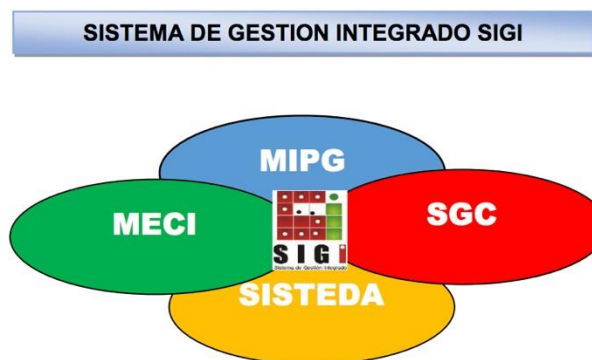 SISTEMA DE GESTION INTEGRADO SIGI
MIPG
MECI
SGC
SIGi
Sistema de Gestión Integrado
SISTEDA